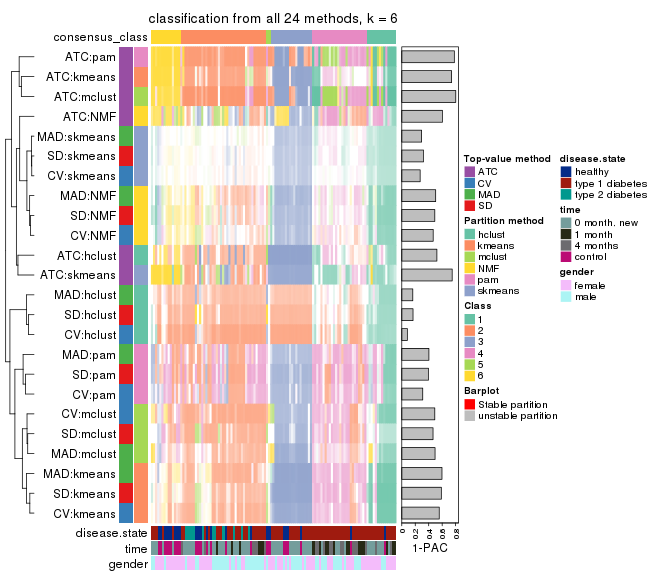 classification from all 24 methods, k = 6
consensus_class
ATC:pam
ATC:kmeans
ATC:mclust
ATC:NMF
MAD:skmeans
SD:skmeans
CV:skmeans
MAD:NMF
SD:NMF
CV:NMF
ATC:hclust
ATC:skmeans
MAD:hclust
SD:hclust
CV:hclust
MAD:pam
SD:pam
CV:pam
CV:mclust
SD:mclust
MAD:mclust
MAD:kmeans
SD:kmeans
CV:kmeans
disease.state
time
gender
0 0.2 0.4 0.6 0.8
1-PAC
Top-value method
ATC
CV
MAD
SD
Partition method
hclust
kmeans
mclust
NMF
pam
skmeans
Class
1
2
3
4
5
6
Barplot
Stable partition
unstable partition
disease.state
healthy
type 1 diabetes
type 2 diabetes
time
0 month. new
1 month
4 months
control
gender
female
male